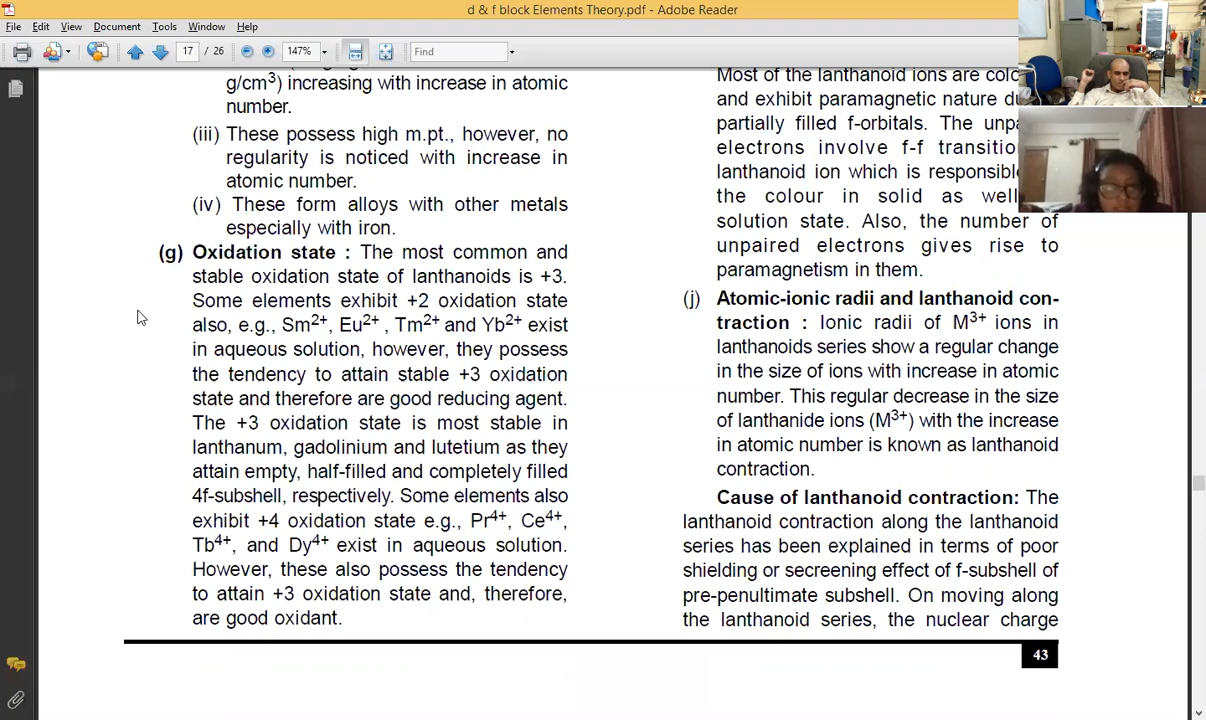 d & f block Elements Theory.pdf - Adobe Reader
File Edit View Document Tools Window Help
17 / 26 147% Find
g/cm3) increasing with increase in atomic
number.
(iii) These possess high m.pt., however, no
regularity is noticed with increase in
atomic number.
(iv) These form alloys with other metals
especially with iron.
(g) Oxidation state : The most common and
stable oxidation state of lanthanoids is +3.
Some elements exhibit +2 oxidation state
also, e.g., Sm2+, Eu2+ , Tm2+ and Yb2+ exist
in aqueous solution, however, they possess
the tendency to attain stable +3 oxidation
state and therefore are good reducing agent.
The +3 oxidation state is most stable in
lanthanum, gadolinium and lutetium as they
attain empty, half-filled and completely filled
4f-subshell, respectively. Some elements also
exhibit +4 oxidation state e.g., Pr4+, Ce4+,
Tb4+, and Dy4+ exist in aqueous solution.
However, these also possess the tendency
to attain +3 oxidation state and, therefore,
are good oxidant.
Most of the lanthanoid ions are
and exhibit paramagnetic nature
partially filled f-orbitals. The
electrons involve f-f
lanthanoid ion which is responsible
the colour in solid as well
solution state. Also, the number of
unpaired electrons gives rise to
paramagnetism in them.
(j) Atomic-ionic radii and lanthanoid con-
traction : Ionic radii of M3+ ions in
lanthanoids series show a regular change
in the size of ions with increase in atomic
number. This regular decrease in the size
of lanthanide ions (M3+) with the increase
in atomic number is known as lanthanoid
contraction.
Cause of lanthanoid contraction: The
lanthanoid contraction along the lanthanoid
series has been explained in terms of poor
shielding or secreening effect of f-subshell of
pre-penultimate subshell. On moving along
the lanthanoid series, the nuclear charge
43